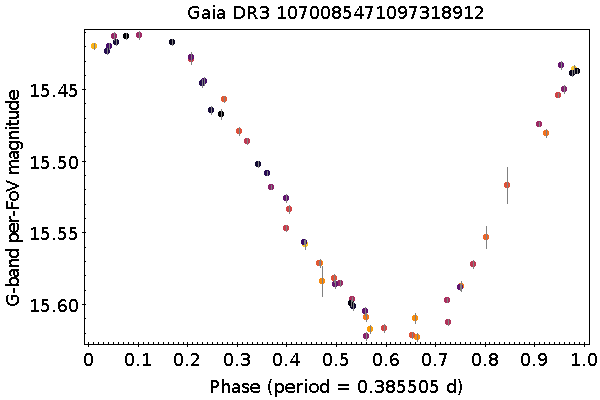 Gaia DR3 1070085471097318912
G-band per-FoV magnitude
15.45
15.50
15.55
15.60
0 0.1 0.2 0.3 0.4 0.5 0.6 0.7 0.8 0.9 1.0
Phase (period = 0.385505 d)